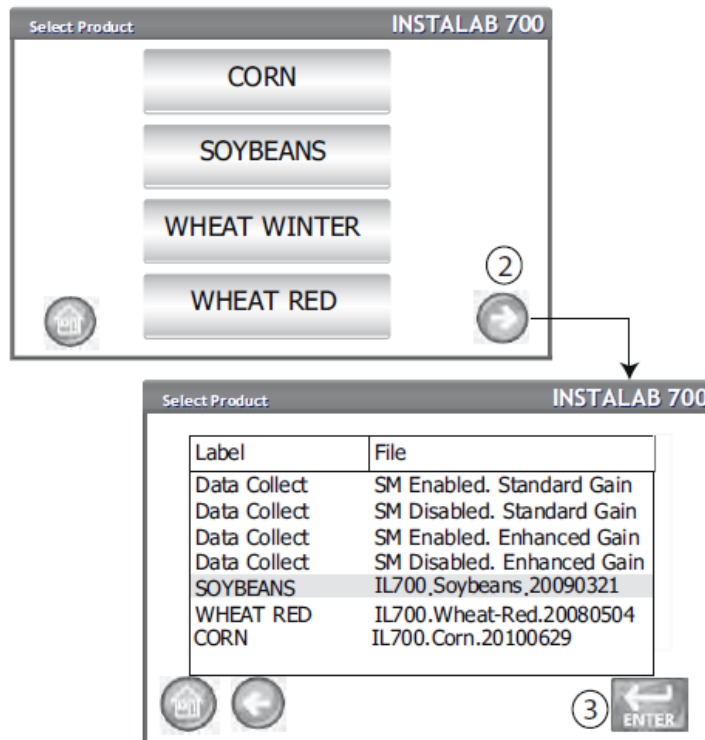 Select Product INSTALAB 700
CORN
SOYBEANS
WHEAT WINTER
2
WHEAT RED
Select Product INSTALAB 700
Label File
Data Collect SM Enabled. Standard Gain
Data Collect SM Disabled. Standard Gain
Data Collect SM Enabled. Enhanced Gain
Data Collect SM Disabled. Enhanced Gain
SOYBEANS IL700.Soybeans.20090321
WHEAT RED IL700.Wheat-Red.20080504
CORN IL700.Corn.20100629
3 ENTER